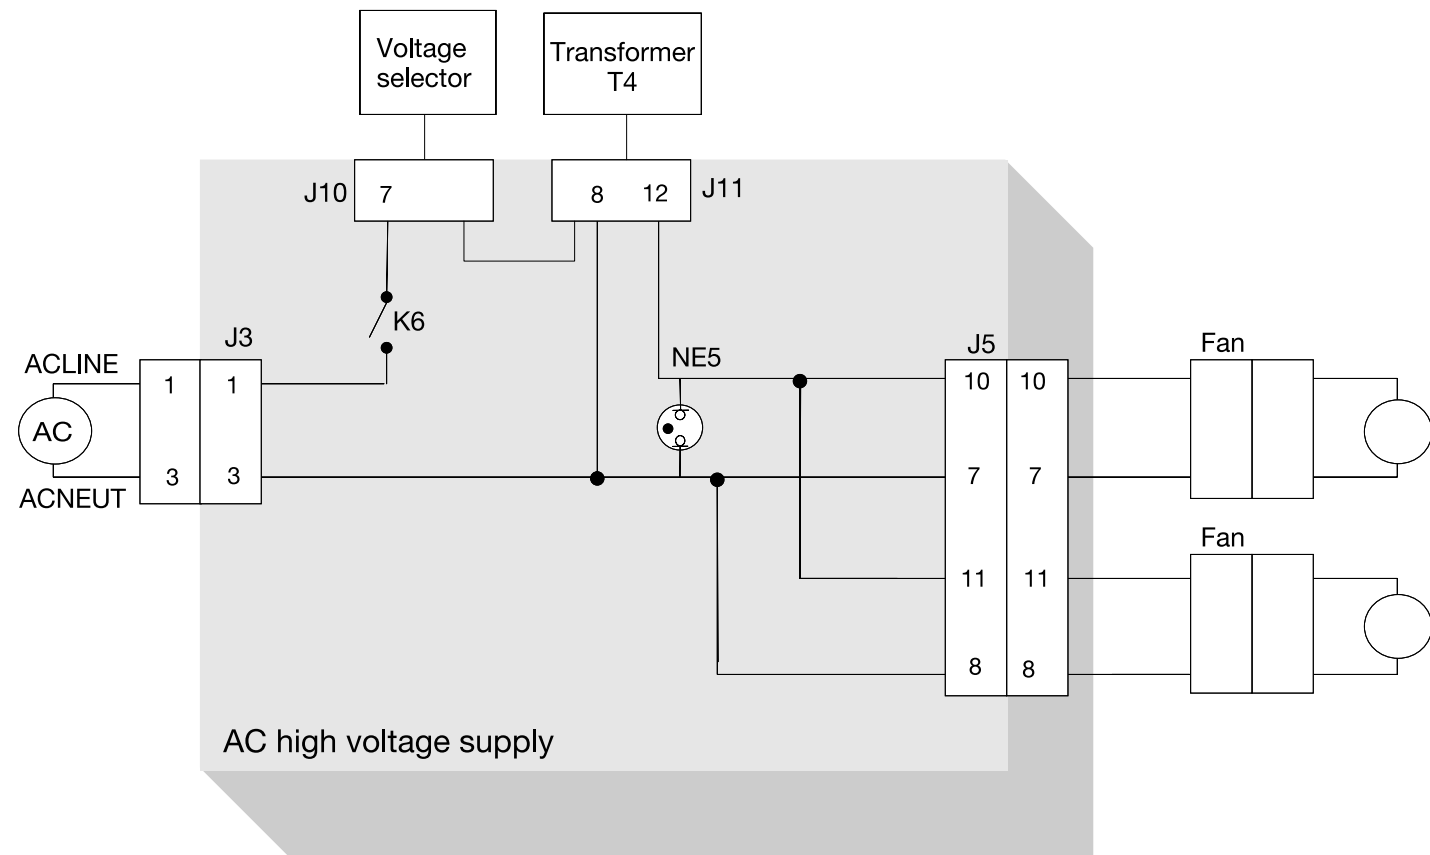 Voltage
selector
Transformer
T4
J10
7
8
12
J11
K6
J3
ACLINE
1
1
AC
3
3
ACNEUT
NE5
J5
10
10
7
7
11
11
8
8
Fan
Fan
AC high voltage supply